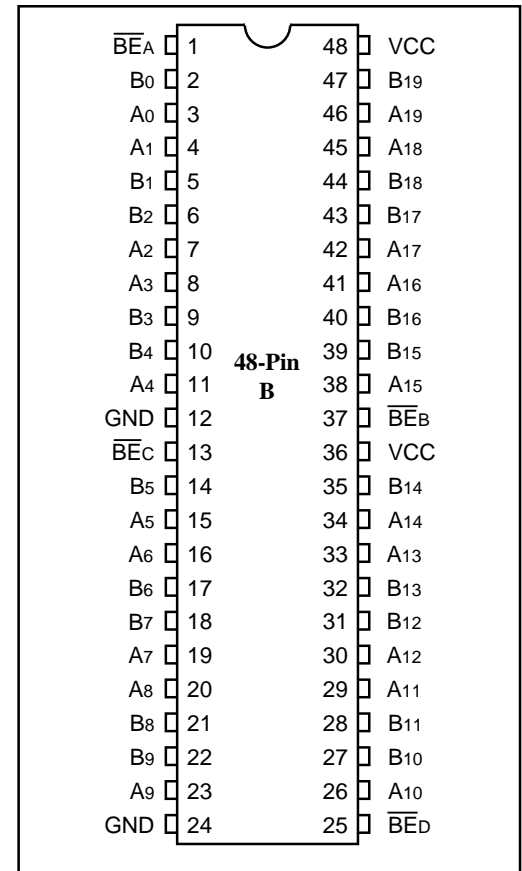 B̅E̅A 1 48 VCC
B0 2 47 B19
A0 3 46 A19
A1 4 45 A18
B1 5 44 B18
B2 6 43 B17
A2 7 42 A17
A3 8 41 A16
B3 9 40 B16
B4 10 39 B15
48-Pin
A4 11 38 A15
B
GND 12 37 B̅E̅B
B̅E̅C 13 36 VCC
B5 14 35 B14
A5 15 34 A14
A6 16 33 A13
B6 17 32 B13
B7 18 31 B12
A7 19 30 A12
A8 20 29 A11
B8 21 28 B11
B9 22 27 B10
A9 23 26 A10
GND 24 25 B̅E̅D